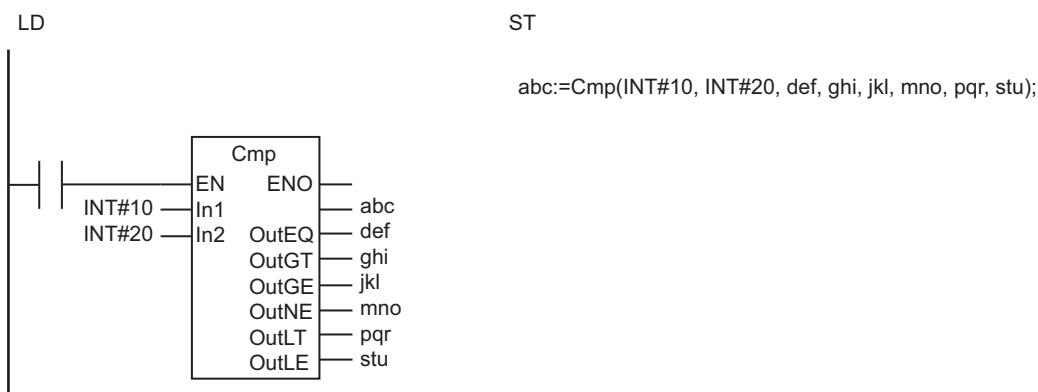 LD ST
abc:=Cmp(INT#10, INT#20, def, ghi, jkl, mno, pqr, stu);
Cmp
EN ENO
INT#10 In1 abc
INT#20 In2 OutEQ def
OutGT ghi
OutGE jkl
OutNE mno
OutLT pqr
OutLE stu